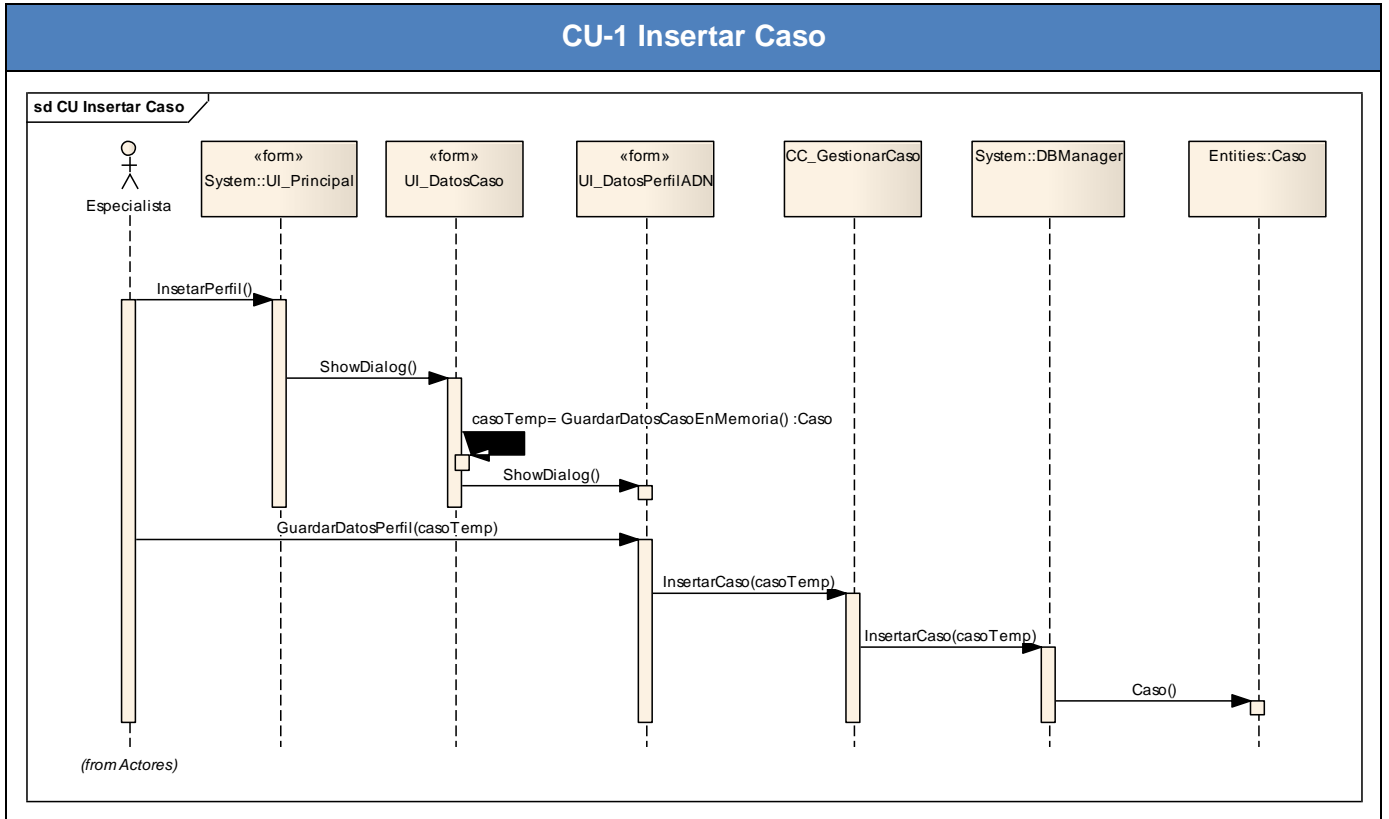 CU-1 Insertar Caso
sd CU Insertar Caso
Especialista
«form»
System::UI_Principal
«form»
UI_DatosCaso
«form»
UI_DatosPerfilADN
CC_GestionarCaso
System::DBManager
Entities::Caso
InsetarPerfil()
ShowDialog()
casoTemp= GuardarDatosCasoEnMemoria() :Caso
ShowDialog()
GuardarDatosPerfil(casoTemp)
InsertarCaso(casoTemp)
InsertarCaso(casoTemp)
Caso()
(from Actores)